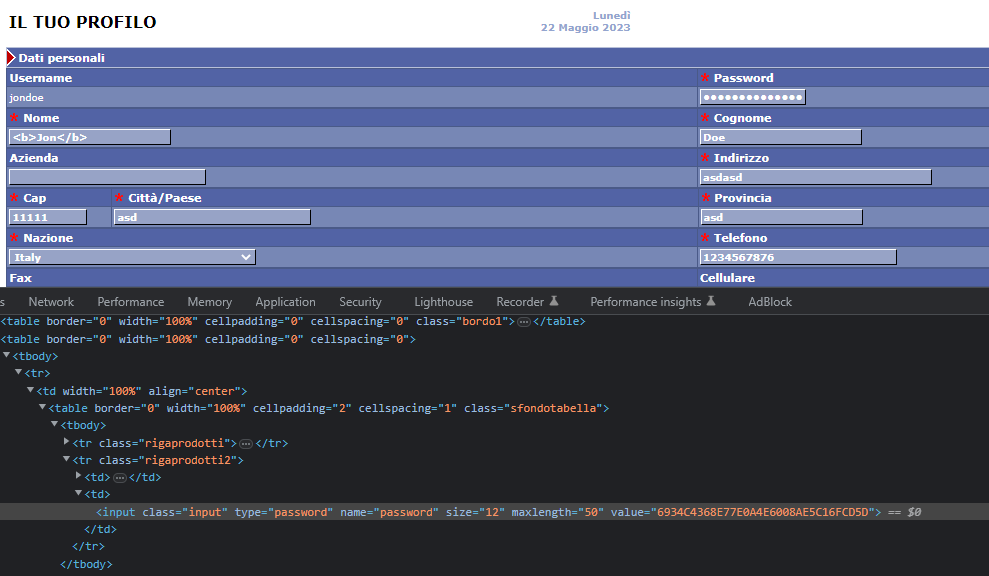 IL TUO PROFILO
Lunedì
22 Maggio 2023
Dati personali
Username * Password
jondoe ●●●●●●●●●●●●●●
* Nome * Cognome
<b>Jon</b> Doe
Azienda * Indirizzo
asdasd
* Cap * Città/Paese * Provincia
11111 asd asd
* Nazione * Telefono
Italy 1234567876
Fax Cellulare
s Network Performance Memory Application Security Lighthouse Recorder Performance insights AdBlock
<table border="0" width="100%" cellpadding="0" cellspacing="0" class="bordo1">…</table>
<table border="0" width="100%" cellpadding="0" cellspacing="0">
<tbody>
<tr>
<td width="100%" align="center">
<table border="0" width="100%" cellpadding="2" cellspacing="1" class="sfondotabella">
<tbody>
<tr class="rigaprodotti">…</tr>
<tr class="rigaprodotti2">
<td>…</td>
<td>
<input class="input" type="password" name="password" size="12" maxlength="50" value="6934C4368E77E0A4E6008AE5C16FCD5D"> == $0
</td>
</tr>
</tbody>